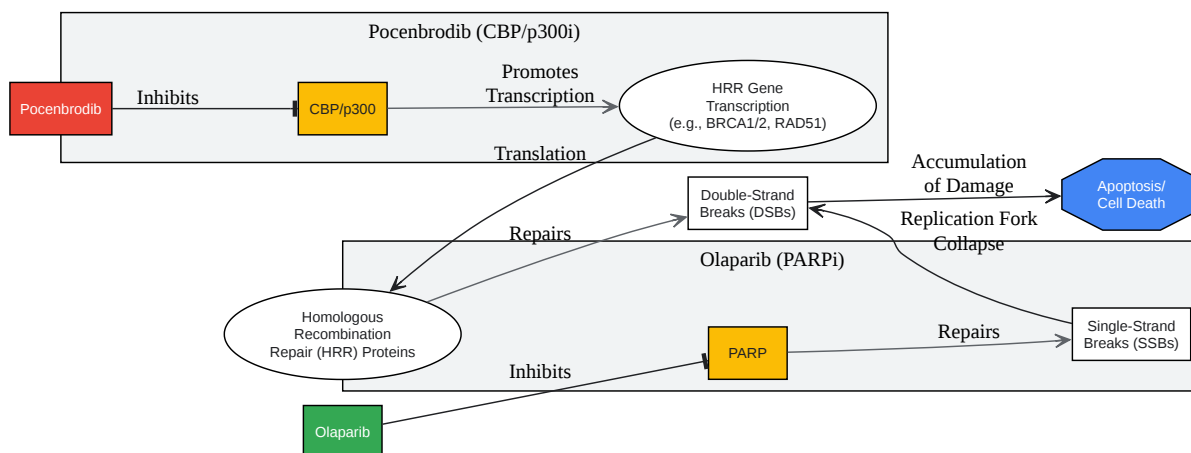 Pocenbrodib (CBP/p300i)
Pocenbrodib
Inhibits
CBP/p300
Promotes
Transcription
HRR Gene
Transcription
(e.g., BRCA1/2, RAD51)
Translation
Double-Strand
Breaks (DSBs)
Accumulation
of Damage
Apoptosis/
Cell Death
Repairs
Replication Fork
Collapse
Olaparib (PARPi)
Homologous
Recombination
Repair (HRR) Proteins
PARP
Repairs
Single-Strand
Breaks (SSBs)
Inhibits
Olaparib